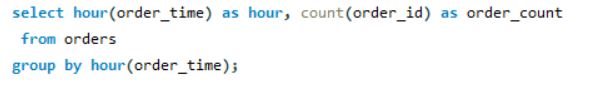 select hour(order_time) as hour, count(order_id) as order_count
from orders
group by hour(order_time);